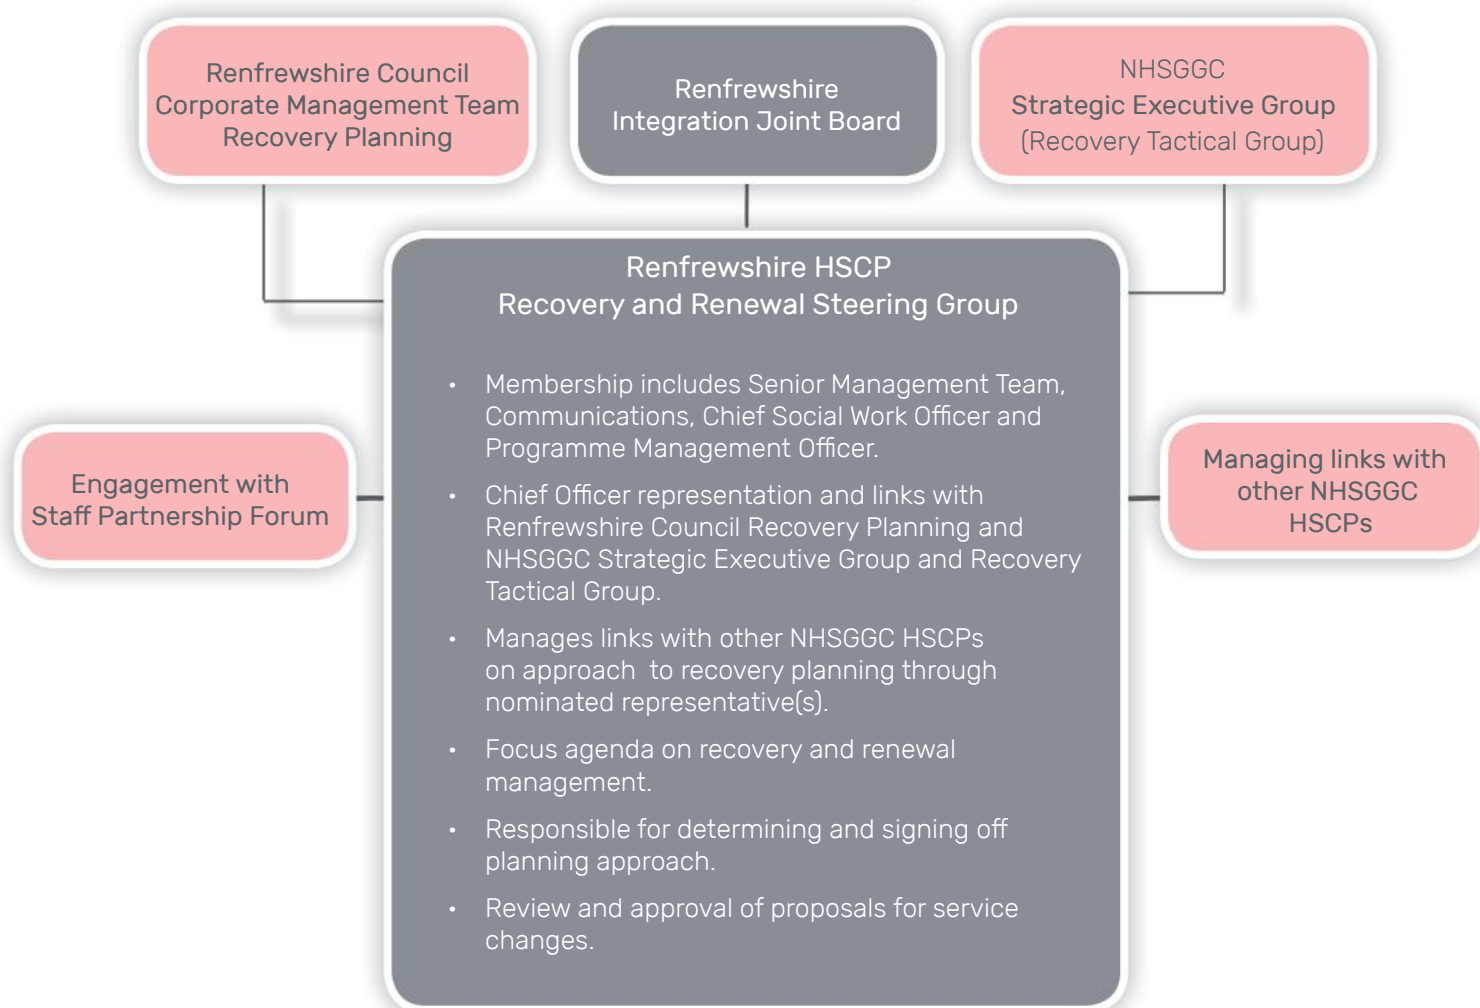 Renfrewshire Council
Corporate Management Team
Recovery Planning
Renfrewshire
Integration Joint Board
NHSGGC
Strategic Executive Group
(Recovery Tactical Group)
Renfrewshire HSCP
Recovery and Renewal Steering Group
• Membership includes Senior Management Team,
Communications, Chief Social Work Officer and
Programme Management Officer.
• Chief Officer representation and links with
Renfrewshire Council Recovery Planning and
NHSGGC Strategic Executive Group and Recovery
Tactical Group.
• Manages links with other NHSGGC HSCPs
on approach to recovery planning through
nominated representative(s).
• Focus agenda on recovery and renewal
management.
• Responsible for determining and signing off
planning approach.
• Review and approval of proposals for service
changes.
Engagement with
Staff Partnership Forum
Managing links with
other NHSGGC
HSCPs